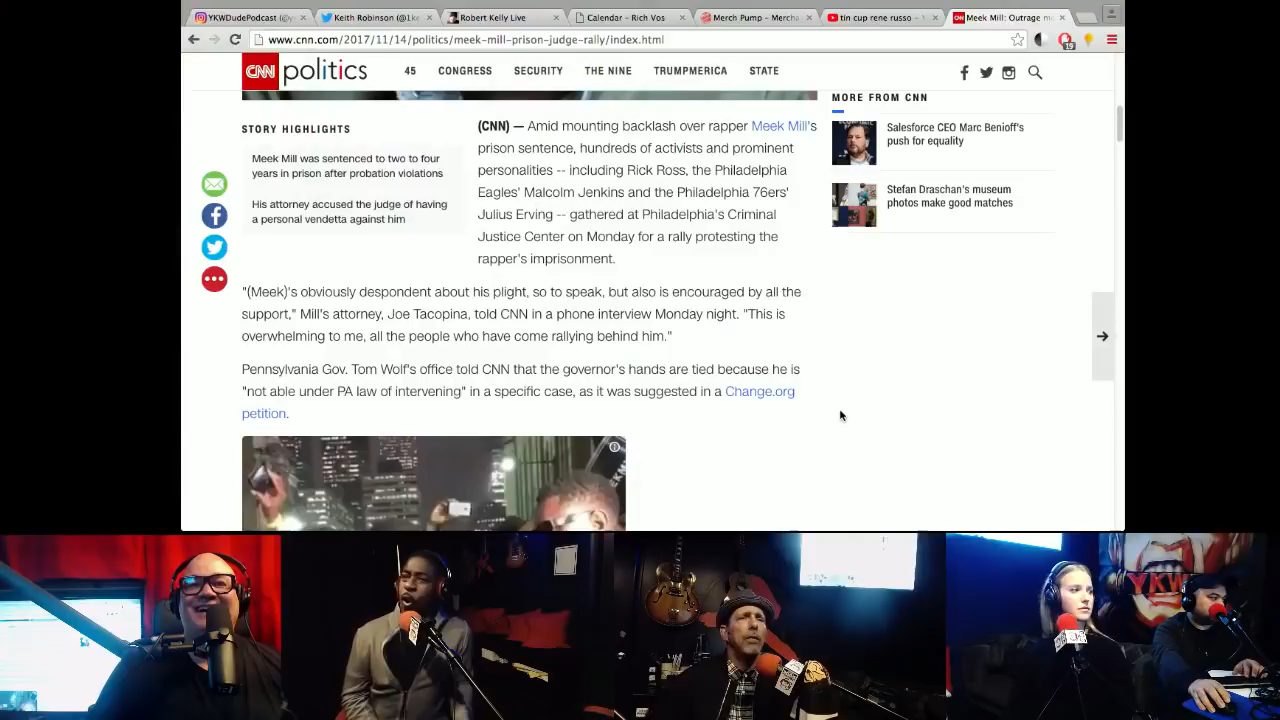 YKWDudePodcast (@y
Keith Robinson (@1ke
Robert Kelly Live
Calendar - Rich Vos
Merch Pump - Mercha
tin cup rene russo -
Meek Mill: Outrage m
www.cnn.com/2017/11/14/politics/meek-mill-prison-judge-rally/index.html
19
CNN politics
45 CONGRESS SECURITY THE NINE TRUMPMERICA STATE
STORY HIGHLIGHTS
Meek Mill was sentenced to two to four
years in prison after probation violations
His attorney accused the judge of having
a personal vendetta against him
(CNN) — Amid mounting backlash over rapper Meek Mill's
prison sentence, hundreds of activists and prominent
personalities -- including Rick Ross, the Philadelphia
Eagles' Malcolm Jenkins and the Philadelphia 76ers'
Julius Erving -- gathered at Philadelphia's Criminal
Justice Center on Monday for a rally protesting the
rapper's imprisonment.
"(Meek)'s obviously despondent about his plight, so to speak, but also is encouraged by all the
support," Mill's attorney, Joe Tacopina, told CNN in a phone interview Monday night. "This is
overwhelming to me, all the people who have come rallying behind him."
Pennsylvania Gov. Tom Wolf's office told CNN that the governor's hands are tied because he is
"not able under PA law of intervening" in a specific case, as it was suggested in a Change.org
petition.
MORE FROM CNN
Salesforce CEO Marc Benioff's
push for equality
Stefan Draschan's museum
photos make good matches
YKW